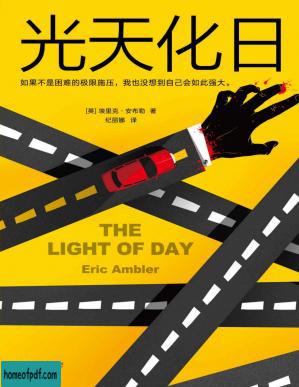 光天化日
如果不是困难的极限施压，我也没想到自己会如此强大。
[英] 埃里克·安布勒 著
纪丽娜 译
THE
LIGHT OF DAY
Eric Ambler
homeofpdf.com